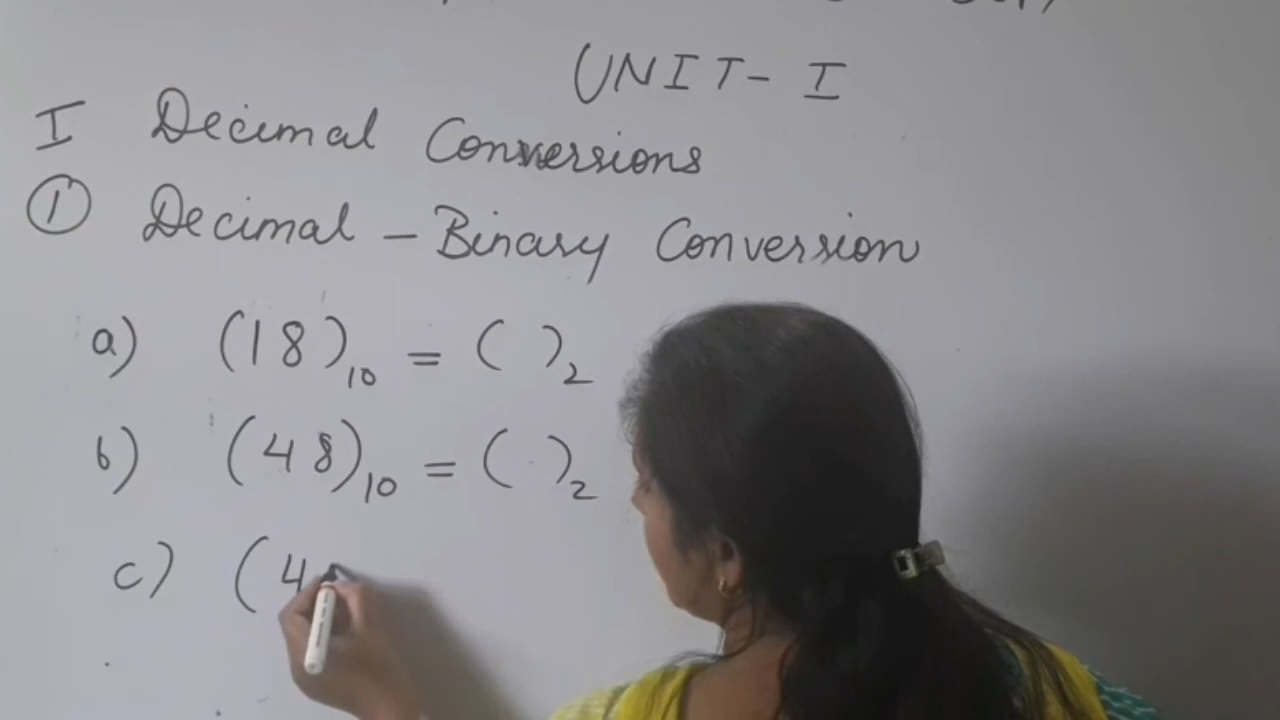 UNIT- I
I Decimal Conversions
① Decimal - Binary Conversion
a) (18)₁₀ = ( )₂
b) (48)₁₀ = ( )₂
c) (4